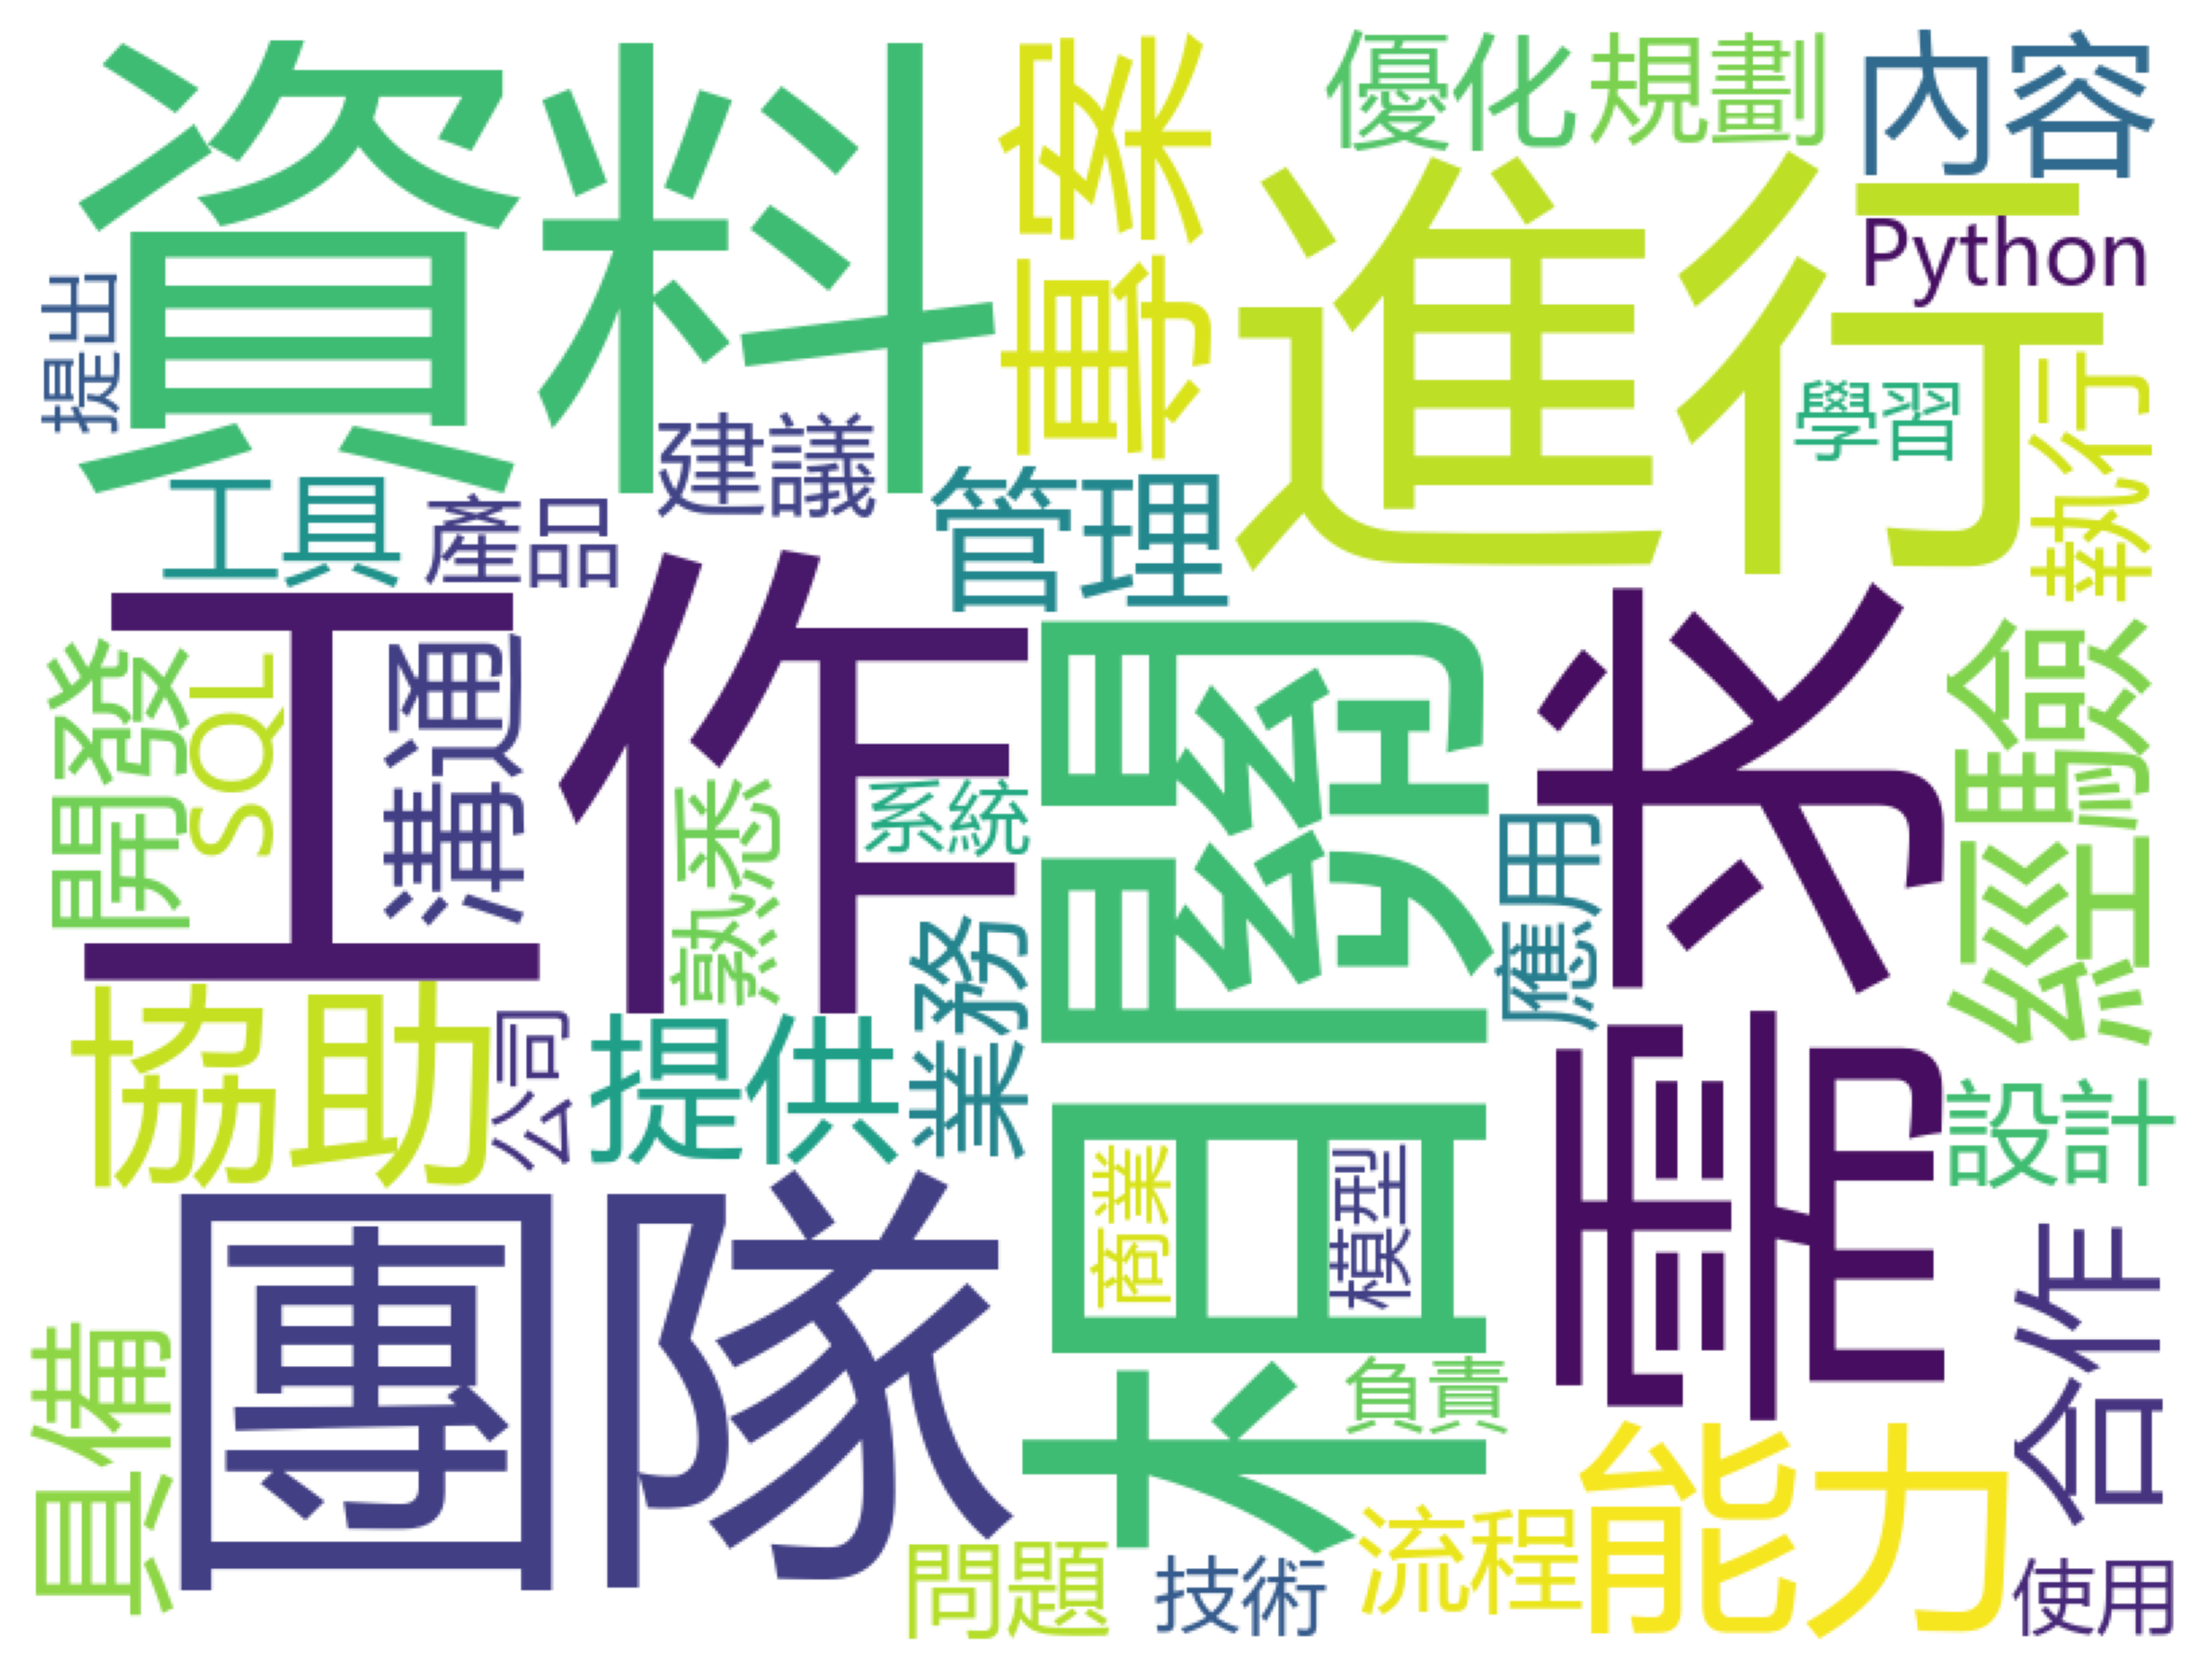 資料
專案
優化
規劃
內容
進行
Python
提出
學習
執行
建議
工具
產品
管理
工作
開發
SQL
溝通
熟悉
系統
關聯
需求
經驗
應用
協助
公司
提供
業務
設計
團隊
商業
模型
具備
負責
合作
能力
流程
問題
技術
使用